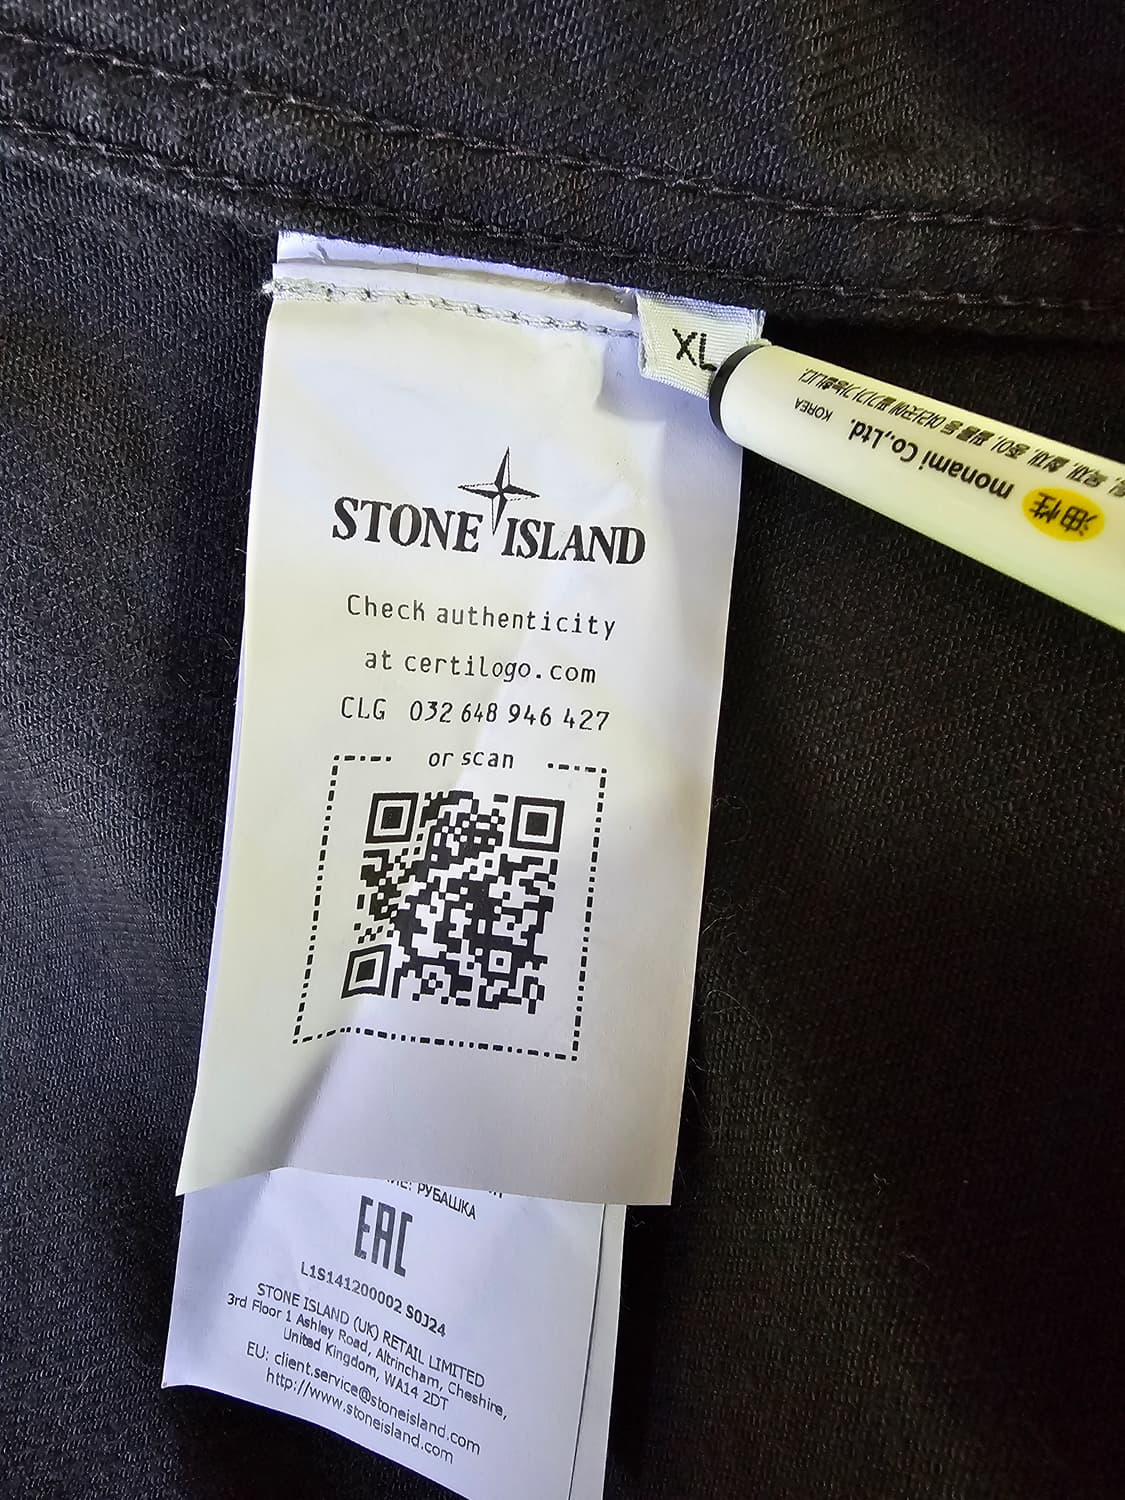 XL
油性
monami Co.,Ltd.
KOREA
STONE ISLAND
Check authenticity
at certilogo.com
CLG 032 648 946 427
or scan
РУБАШКА
EAC
L1S141200002 S0J24
STONE ISLAND (UK) RETAIL LIMITED
3rd Floor 1 Ashley Road, Altrincham, Cheshire,
United Kingdom, WA14 2DT
EU: client.service@stoneisland.com
http://www.stoneisland.com